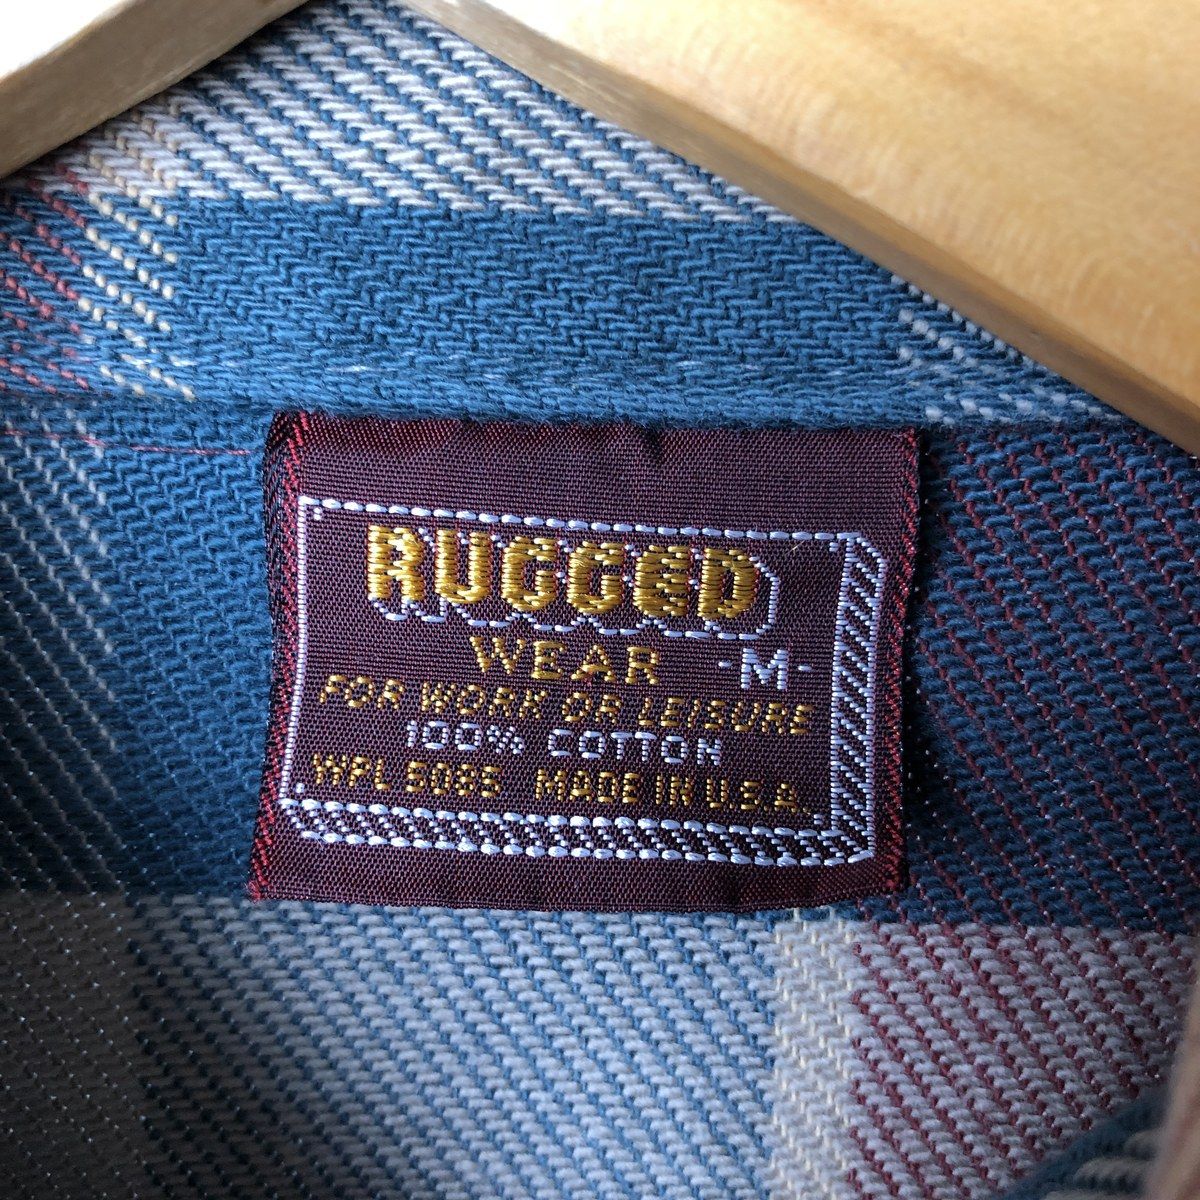 RUGGED
WEAR -M-
FOR WORK OR LEISURE
100% COTTON
WPL 5085 MADE IN U.S.A.